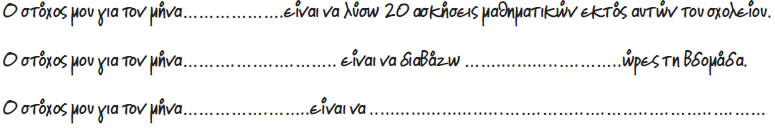 Ο στόχος μου για τον μήνα……………….είναι να λύσω 20 ασκήσεις μαθηματικών εκτός αυτών του σχολείου.
Ο στόχος μου για τον μήνα………………………. είναι να διαβάζω ……………………….ώρες τη βδομάδα.
Ο στόχος μου για τον μήνα…………………..είναι να ……………………………………………………………